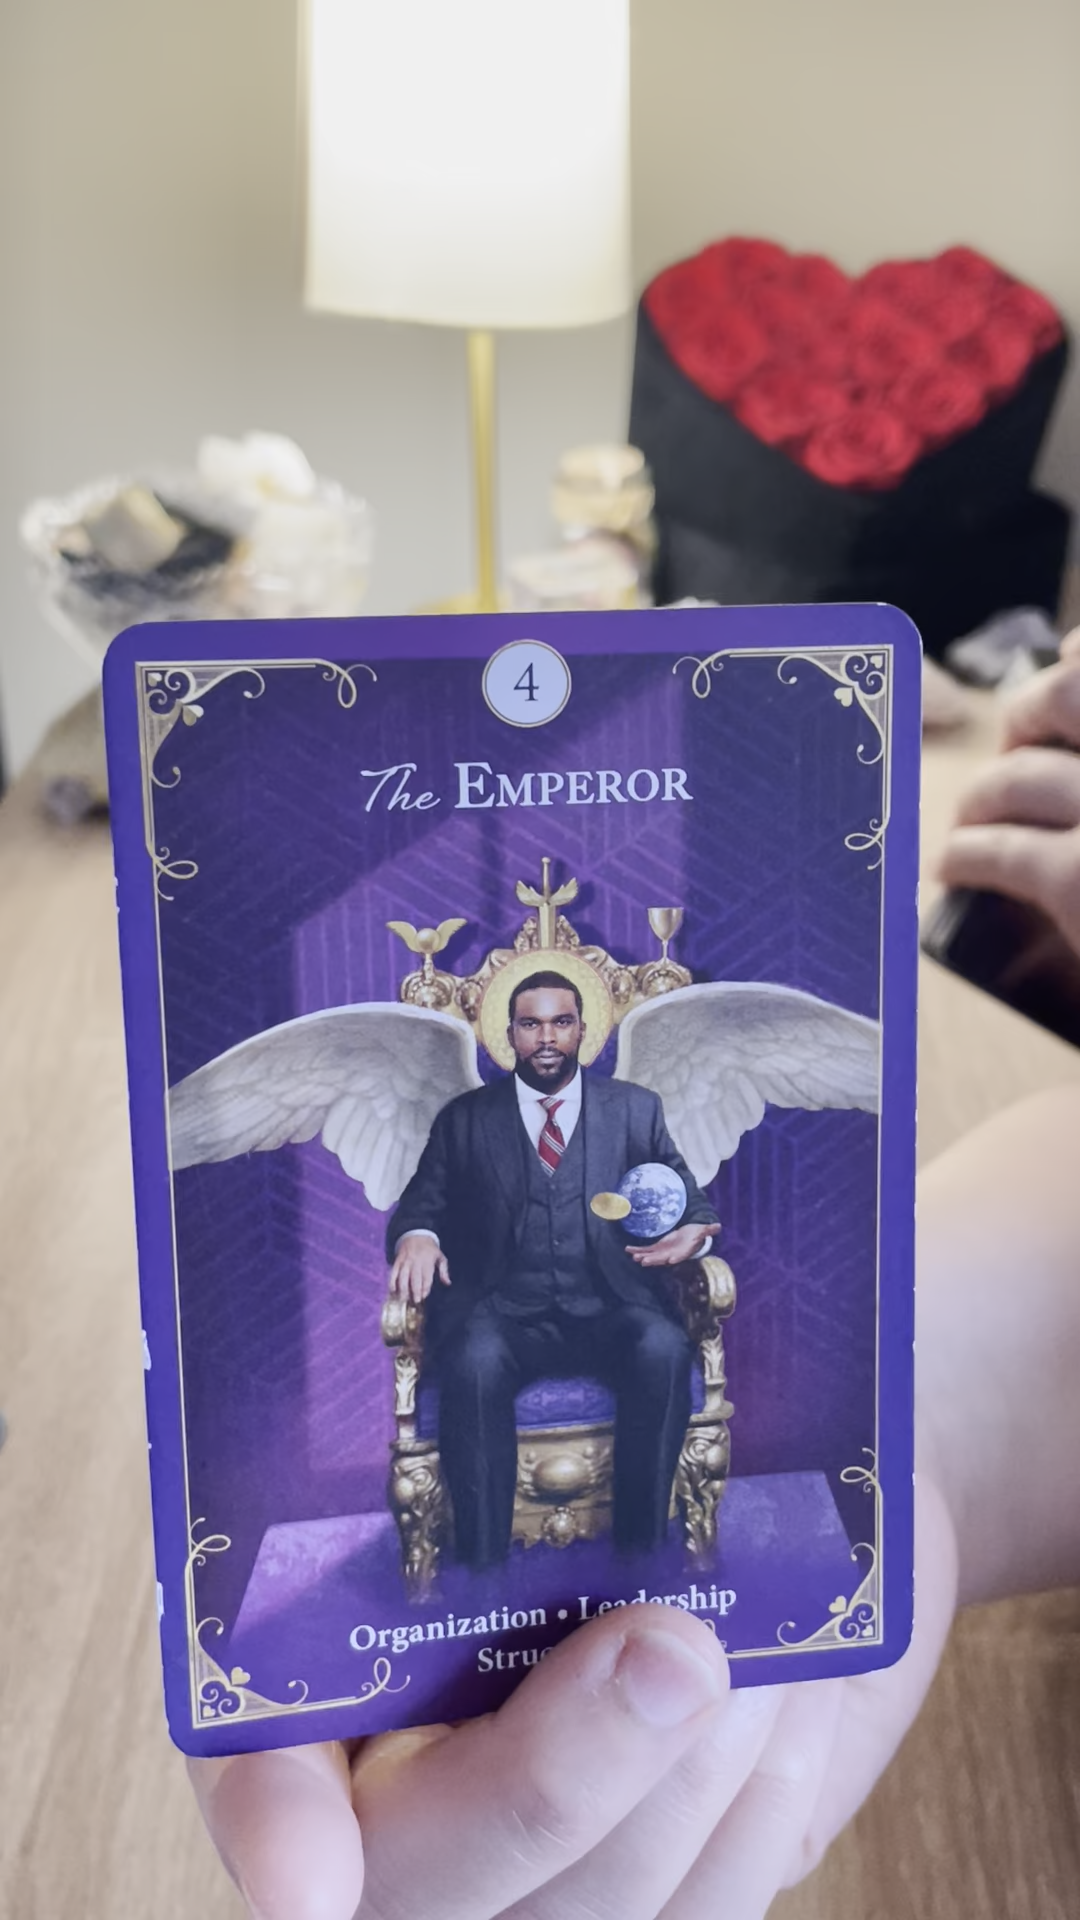 4
The EMPEROR
Organization • Leadership